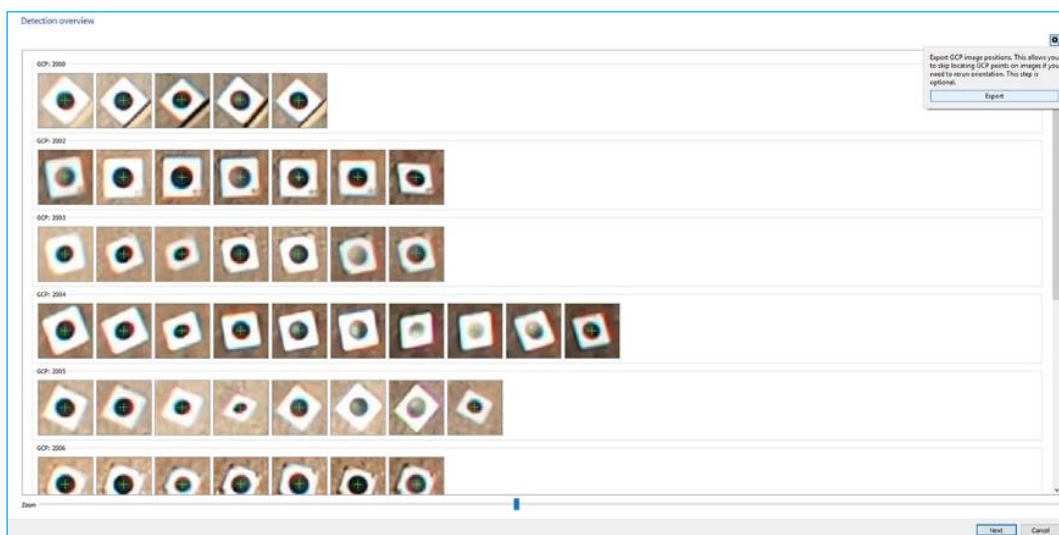 Detection overview
Export GCP image positions. This allows you
to skip locating GCP points on images if you
need to rerun orientation. This step is
optional.
Export
GCP: 2000
GCP: 2002
GCP: 2003
GCP: 2004
GCP: 2005
GCP: 2006
Zoom
Next
Cancel